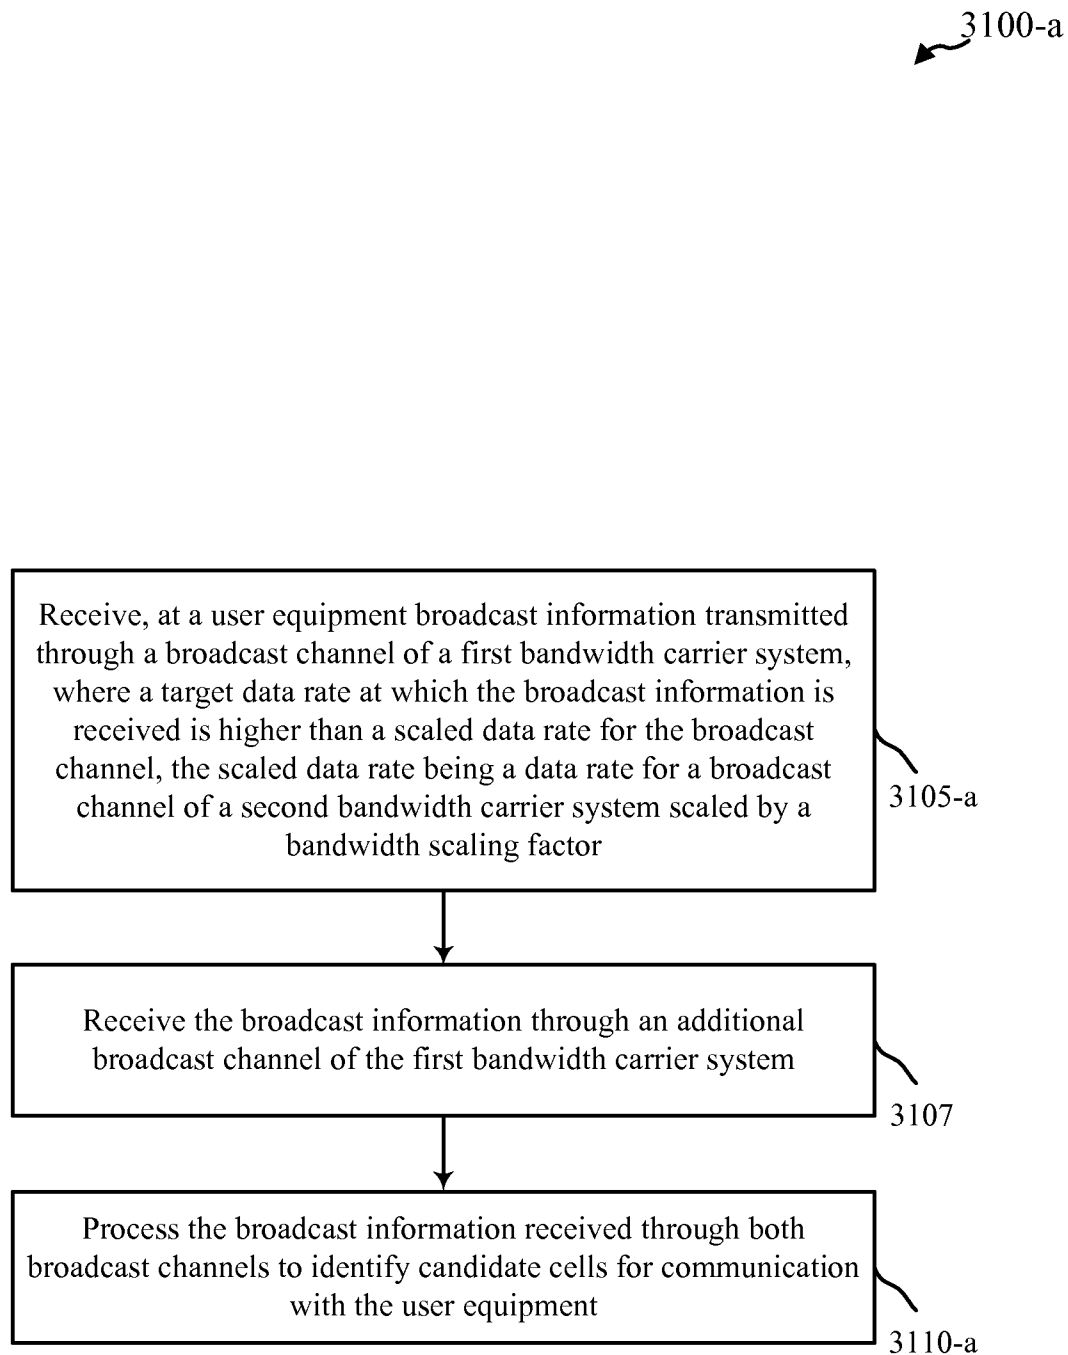 3100-a
Receive, at a user equipment broadcast information transmitted
through a broadcast channel of a first bandwidth carrier system,
where a target data rate at which the broadcast information is
received is higher than a scaled data rate for the broadcast
channel, the scaled data rate being a data rate for a broadcast
channel of a second bandwidth carrier system scaled by a
bandwidth scaling factor
3105-a
Receive the broadcast information through an additional
broadcast channel of the first bandwidth carrier system
3107
Process the broadcast information received through both
broadcast channels to identify candidate cells for communication
with the user equipment
3110-a